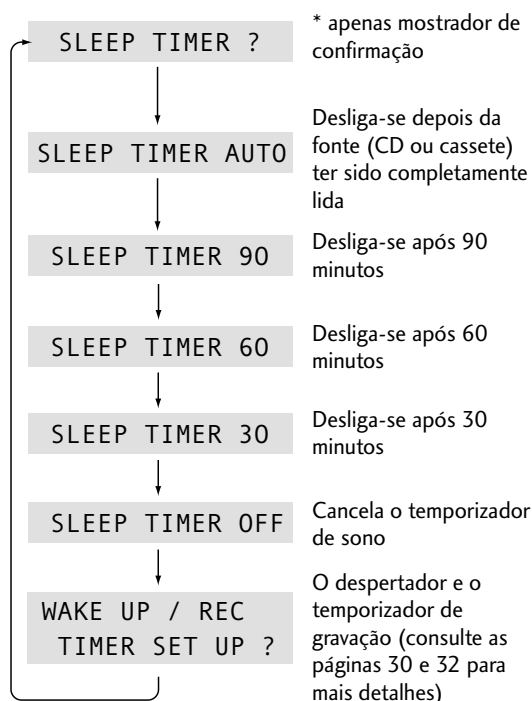 SLEEP TIMER ?
* apenas mostrador de
confirmação
SLEEP TIMER AUTO
Desliga-se depois da
fonte (CD ou cassete)
ter sido completamente
lida
SLEEP TIMER 90
Desliga-se após 90
minutos
SLEEP TIMER 60
Desliga-se após 60
minutos
SLEEP TIMER 30
Desliga-se após 30
minutos
SLEEP TIMER OFF
Cancela o temporizador
de sono
WAKE UP / REC
TIMER SET UP ?
O despertador e o
temporizador de
gravação (consulte as
páginas 30 e 32 para
mais detalhes)